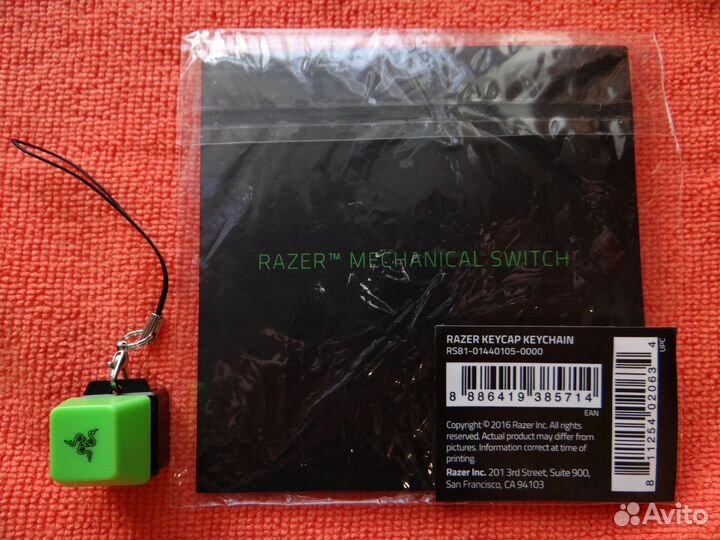 RAZER™ MECHANICAL SWITCH
RAZER KEYCAP KEYCHAIN
RS81-01440105-0000
8 886419 385714
EAN
Copyright © 2016 Razer Inc. All rights
reserved. Actual product may differ from
pictures. Information correct at time of
printing.
Razer Inc. 201 3rd Street, Suite 900,
San Francisco, CA 94103
8 11254 02063 4
UPC
Avito